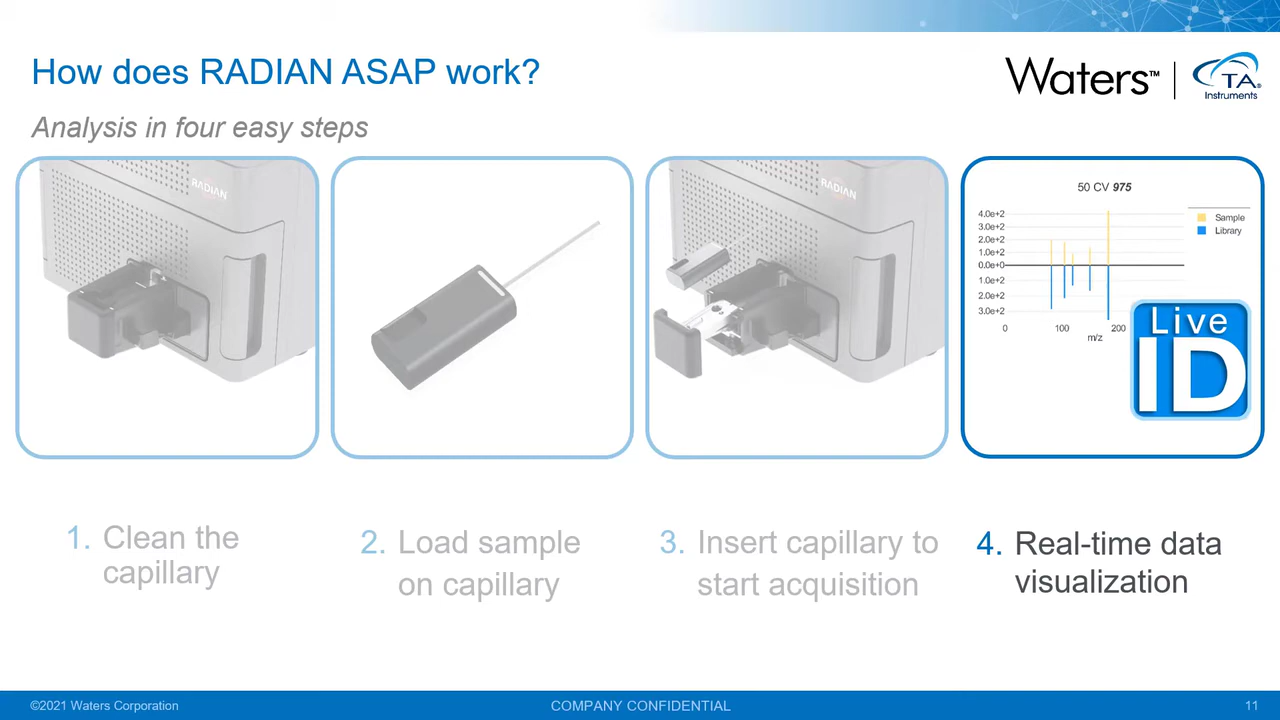 How does RADIAN ASAP work?
Waters™
TA®
Instruments
Analysis in four easy steps
RADIAN
RADIAN
50 CV 975
4.0e+2
3.0e+2
2.0e+2
1.0e+2
0.0e+0
1.0e+2
2.0e+2
3.0e+2
0
100
200
m/z
Sample
Library
Live
ID
1. Clean the
capillary
2. Load sample
on capillary
3. Insert capillary to
start acquisition
4. Real-time data
visualization
©2021 Waters Corporation
COMPANY CONFIDENTIAL
11